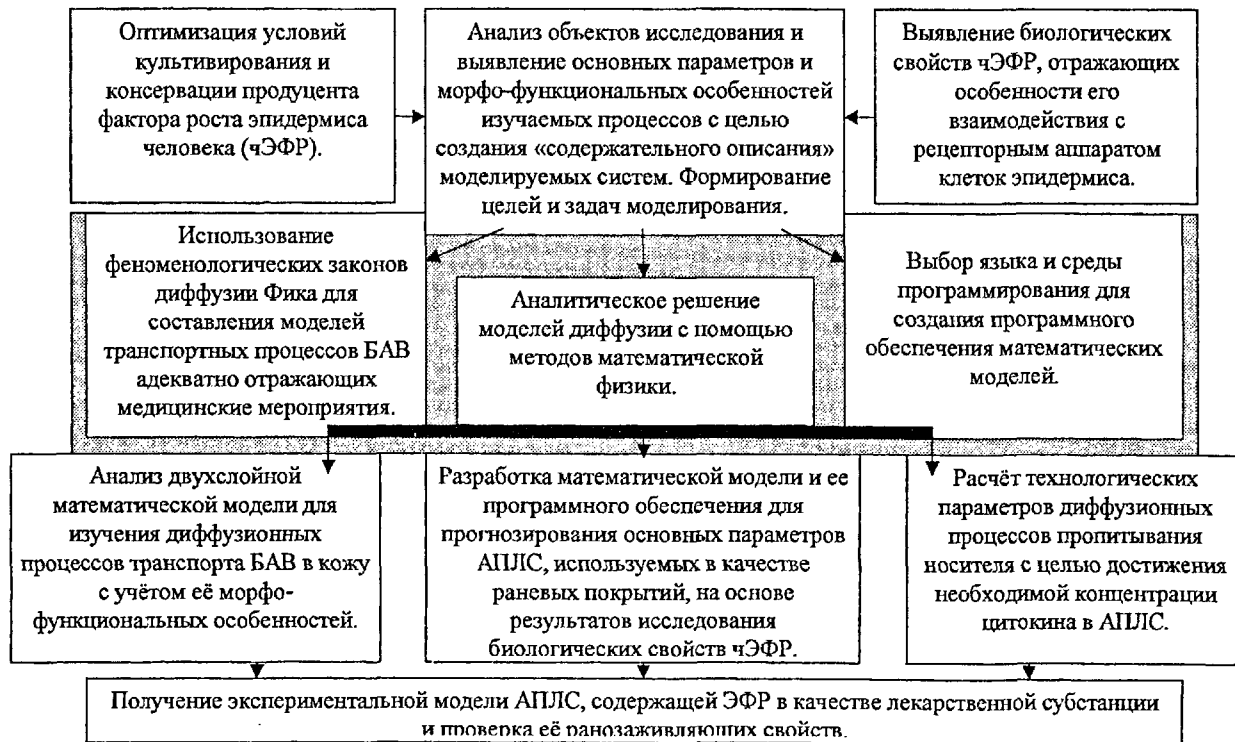 Оптимизация условий
культивирования и
консервации продуцента
фактора роста эпидермиса
человека (чЭФР).
Анализ объектов исследования и
выявление основных параметров и
морфо-функциональных особенностей
изучаемых процессов с целью
создания «содержательного описания»
моделируемых систем. Формирование
целей и задач моделирования.
Выявление биологических
свойств чЭФР, отражающих
особенности его
взаимодействия с
рецепторным аппаратом
клеток эпидермиса.
Использование
феноменологических законов
диффузии Фика для
составления моделей
транспортных процессов БАВ
адекватно отражающих
медицинские мероприятия.
Аналитическое решение
моделей диффузии с помощью
методов математической
физики.
Выбор языка и среды
программирования для
создания программного
обеспечения математических
моделей.
Анализ двухслойной
математической модели для
изучения диффузионных
процессов транспорта БАВ в кожу
с учётом её морфо-
функциональных особенностей.
Разработка математической модели и ее
программного обеспечения для
прогнозирования основных параметров
АПЛС, используемых в качестве
раневых покрытий, на основе
результатов исследования
биологических свойств чЭФР.
Расчёт технологических
параметров диффузионных
процессов пропитывания
носителя с целью достижения
необходимой концентрации
цитокина в АПЛС.
Получение экспериментальной модели АПЛС, содержащей ЭФР в качестве лекарственной субстанции
и проверка её ранозаживляющих свойств.